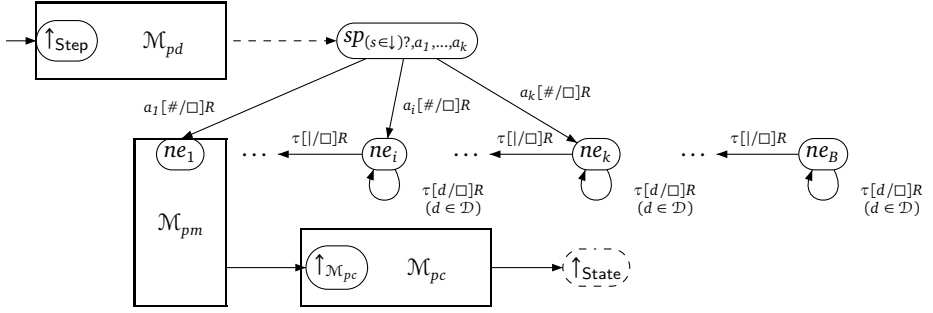 ↑Step
ℳpd
sp(s∈↓)?,a1,…,ak
a1[#/□]R
ai[#/□]R
ak[#/□]R
ne1
…
τ[|/□]R
nei
…
τ[|/□]R
nek
…
τ[|/□]R
neB
τ[d/□]R
(d ∈ 𝒟)
τ[d/□]R
(d ∈ 𝒟)
τ[d/□]R
(d ∈ 𝒟)
ℳpm
↑ℳpc
ℳpc
↑State